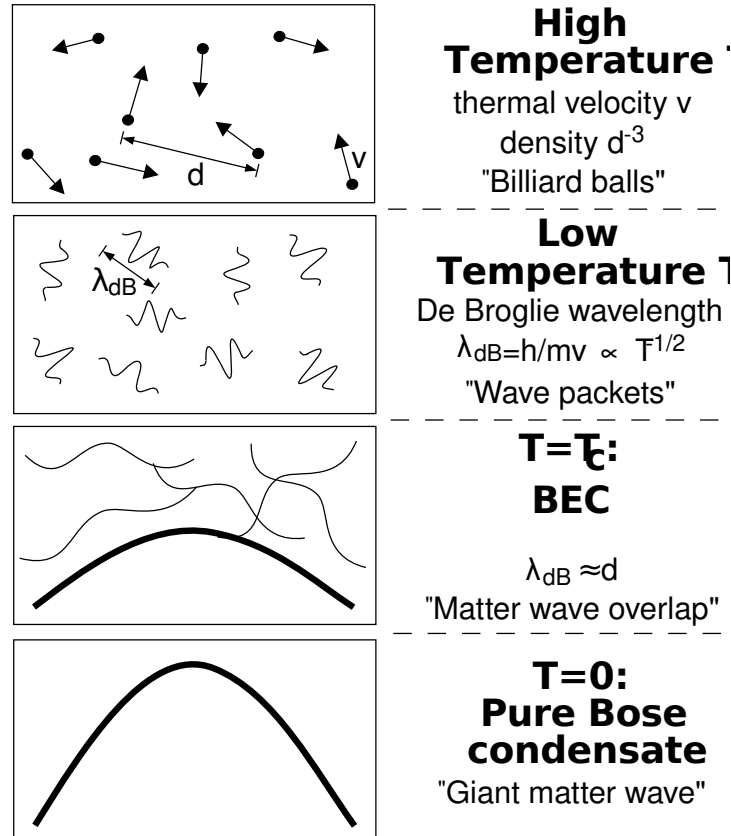 High
Temperature T
thermal velocity v
density d⁻³
"Billiard balls"
v
d
Low
Temperature T
De Broglie wavelength
λdB=h/mv ∝ T¹/²
"Wave packets"
λdB
T=Tc:
BEC
λdB ≈d
"Matter wave overlap"
T=0:
Pure Bose
condensate
"Giant matter wave"